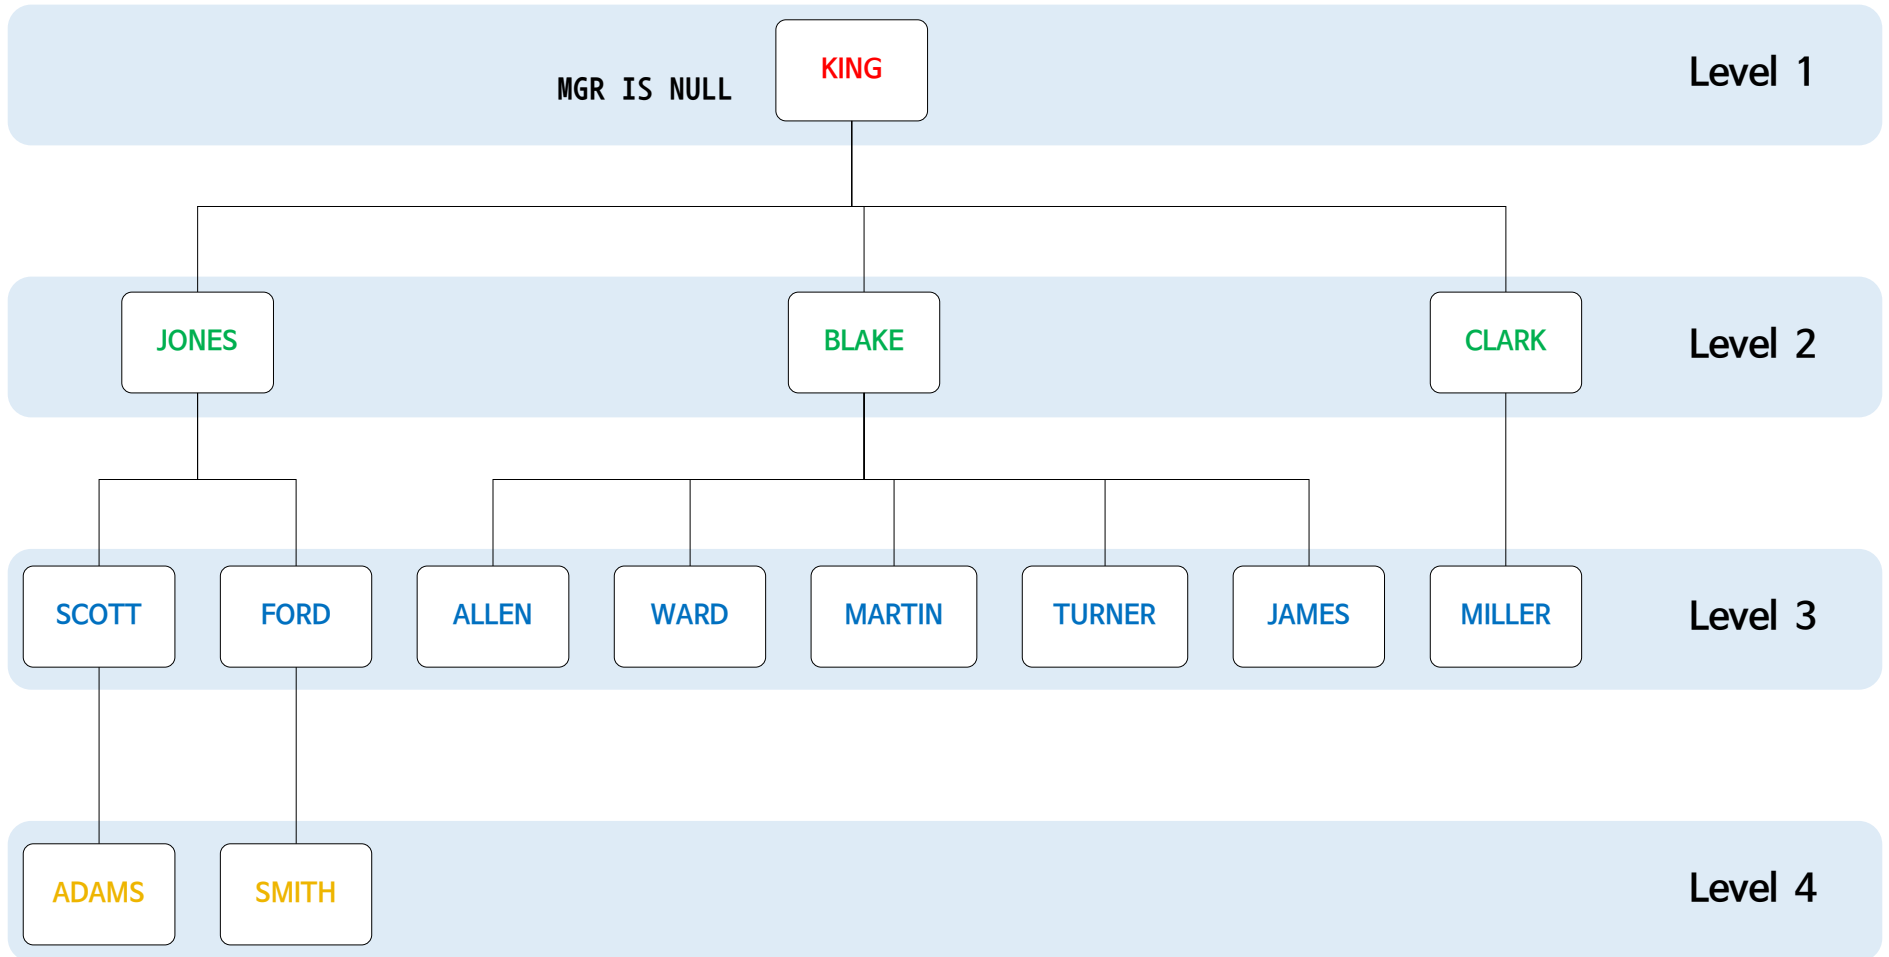 KING
MGR IS NULL
Level 1
JONES
BLAKE
CLARK
Level 2
SCOTT
FORD
ALLEN
WARD
MARTIN
TURNER
JAMES
MILLER
Level 3
ADAMS
SMITH
Level 4